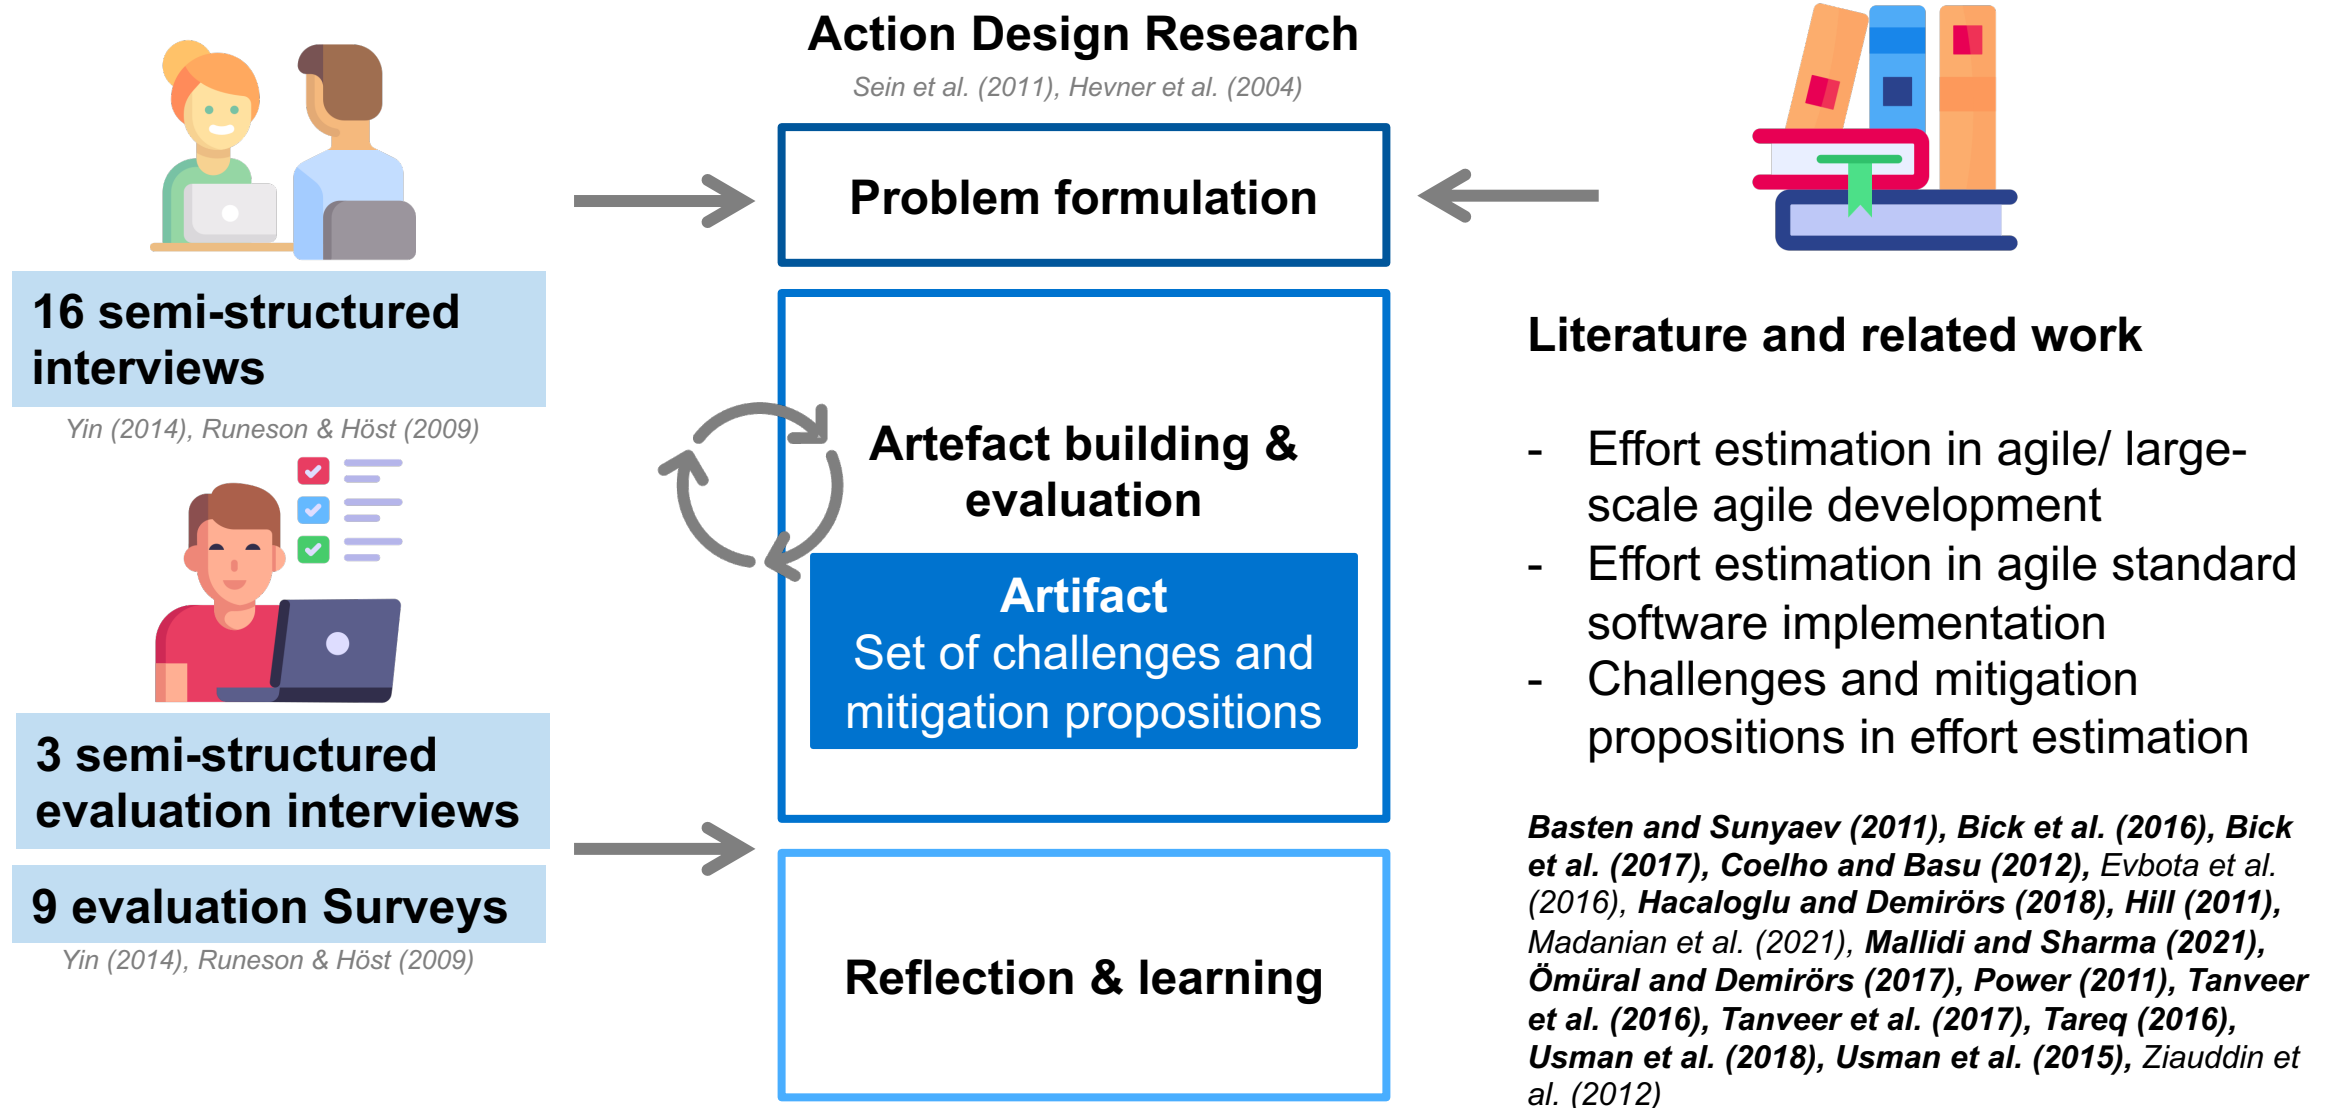 Action Design Research
Sein et al. (2011), Hevner et al. (2004)
16 semi-structured
interviews
Yin (2014), Runeson & Höst (2009)
3 semi-structured
evaluation interviews
9 evaluation Surveys
Yin (2014), Runeson & Höst (2009)
Problem formulation
Artefact building &
evaluation
Artifact
Set of challenges and
mitigation propositions
Reflection & learning
Literature and related work
- Effort estimation in agile/ large-
scale agile development
- Effort estimation in agile standard
software implementation
- Challenges and mitigation
propositions in effort estimation
Basten and Sunyaev (2011), Bick et al. (2016), Bick
et al. (2017), Coelho and Basu (2012), Evbota et al.
(2016), Hacaloglu and Demirörs (2018), Hill (2011),
Madanian et al. (2021), Mallidi and Sharma (2021),
Ömüral and Demirörs (2017), Power (2011), Tanveer
et al. (2016), Tanveer et al. (2017), Tareq (2016),
Usman et al. (2018), Usman et al. (2015), Ziauddin et
al. (2012)